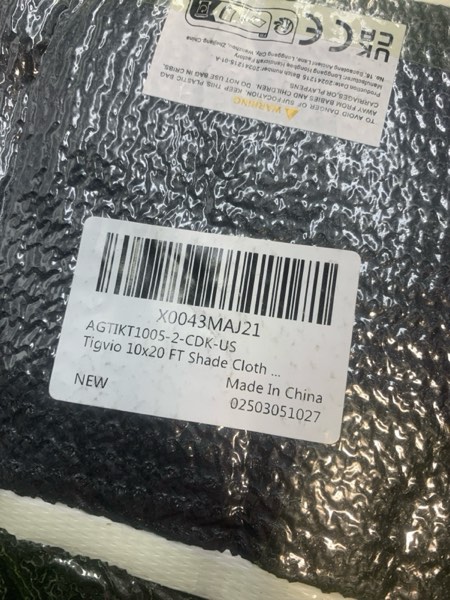 UK
CA
CE
WARNING
TO AVOID DANGER OF SUFFOCATION, KEEP THIS PLASTIC BAG
AWAY FROM BABIES AND CHILDREN. DO NOT USE BAG IN CRIBS,
CARRIAGES OR PLAYPENS
X0043MAJ21
AGTIKT1005-2-CDK-US
Tigvio 10x20 FT Shade Cloth ...
NEW
Made In China
02503051027